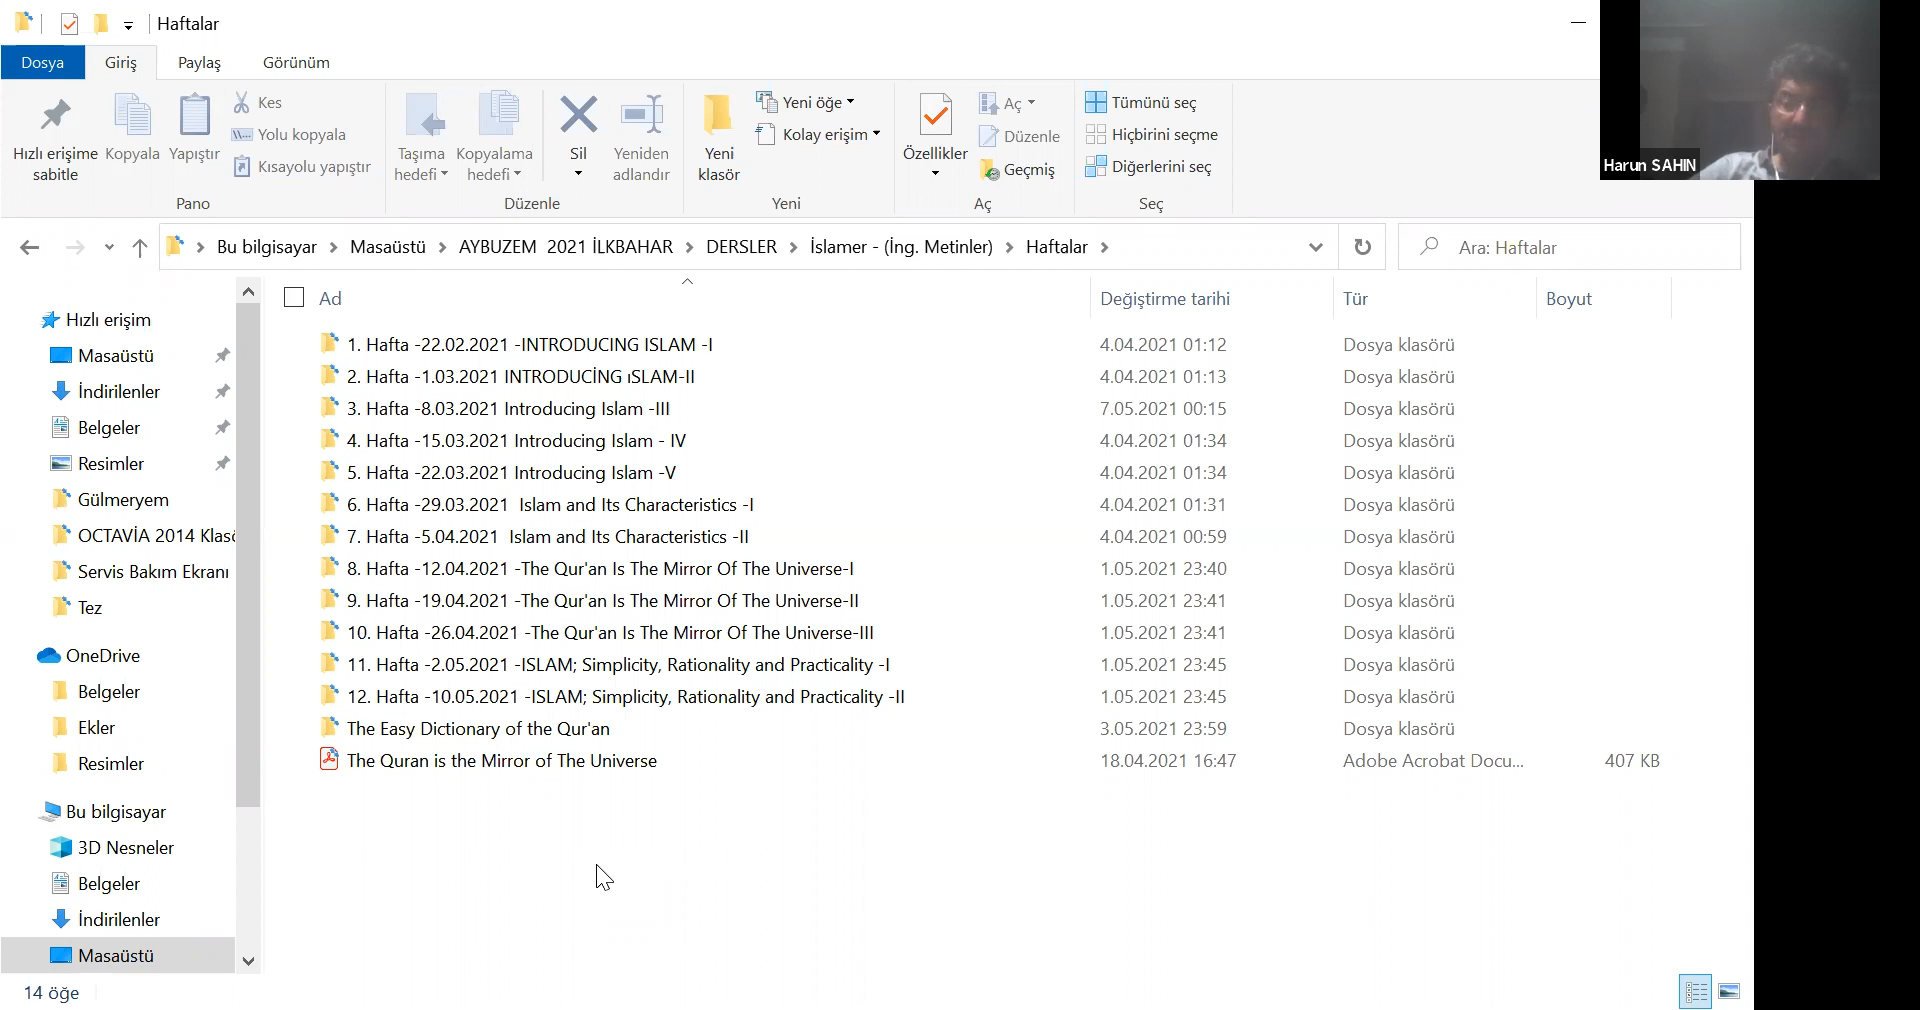 Haftalar
Dosya
Giriş
Paylaş
Görünüm
Hızlı erişime sabitle
Kopyala
Yapıştır
Kes
Yolu kopyala
Kısayolu yapıştır
Pano
Taşıma hedefi
Kopyalama hedefi
Sil
Yeniden adlandır
Düzenle
Yeni klasör
Yeni öğe
Kolay erişim
Yeni
Özellikler
Aç
Düzenle
Geçmiş
Aç
Tümünü seç
Hiçbirini seçme
Diğerlerini seç
Seç
Harun SAHIN
Bu bilgisayar > Masaüstü > AYBUZEM 2021 İLKBAHAR > DERSLER > İslamer - (İng. Metinler) > Haftalar >
Ara: Haftalar
Hızlı erişim
Masaüstü
İndirilenler
Belgeler
Resimler
Gülmeryem
OCTAVİA 2014 Klas
Servis Bakım Ekranı
Tez
OneDrive
Belgeler
Ekler
Resimler
Bu bilgisayar
3D Nesneler
Belgeler
İndirilenler
Masaüstü
Ad Değiştirme tarihi Tür Boyut
1. Hafta -22.02.2021 -INTRODUCING ISLAM -I 4.04.2021 01:12 Dosya klasörü
2. Hafta -1.03.2021 INTRODUCİNG ıSLAM-II 4.04.2021 01:13 Dosya klasörü
3. Hafta -8.03.2021 Introducing Islam -III 7.05.2021 00:15 Dosya klasörü
4. Hafta -15.03.2021 Introducing Islam - IV 4.04.2021 01:34 Dosya klasörü
5. Hafta -22.03.2021 Introducing Islam -V 4.04.2021 01:34 Dosya klasörü
6. Hafta -29.03.2021 Islam and Its Characteristics -I 4.04.2021 01:31 Dosya klasörü
7. Hafta -5.04.2021 Islam and Its Characteristics -II 4.04.2021 00:59 Dosya klasörü
8. Hafta -12.04.2021 -The Qur'an Is The Mirror Of The Universe-I 1.05.2021 23:40 Dosya klasörü
9. Hafta -19.04.2021 -The Qur'an Is The Mirror Of The Universe-II 1.05.2021 23:41 Dosya klasörü
10. Hafta -26.04.2021 -The Qur'an Is The Mirror Of The Universe-III 1.05.2021 23:41 Dosya klasörü
11. Hafta -2.05.2021 -ISLAM; Simplicity, Rationality and Practicality -I 1.05.2021 23:45 Dosya klasörü
12. Hafta -10.05.2021 -ISLAM; Simplicity, Rationality and Practicality -II 1.05.2021 23:45 Dosya klasörü
The Easy Dictionary of the Qur'an 3.05.2021 23:59 Dosya klasörü
The Quran is the Mirror of The Universe 18.04.2021 16:47 Adobe Acrobat Docu... 407 KB
14 öğe